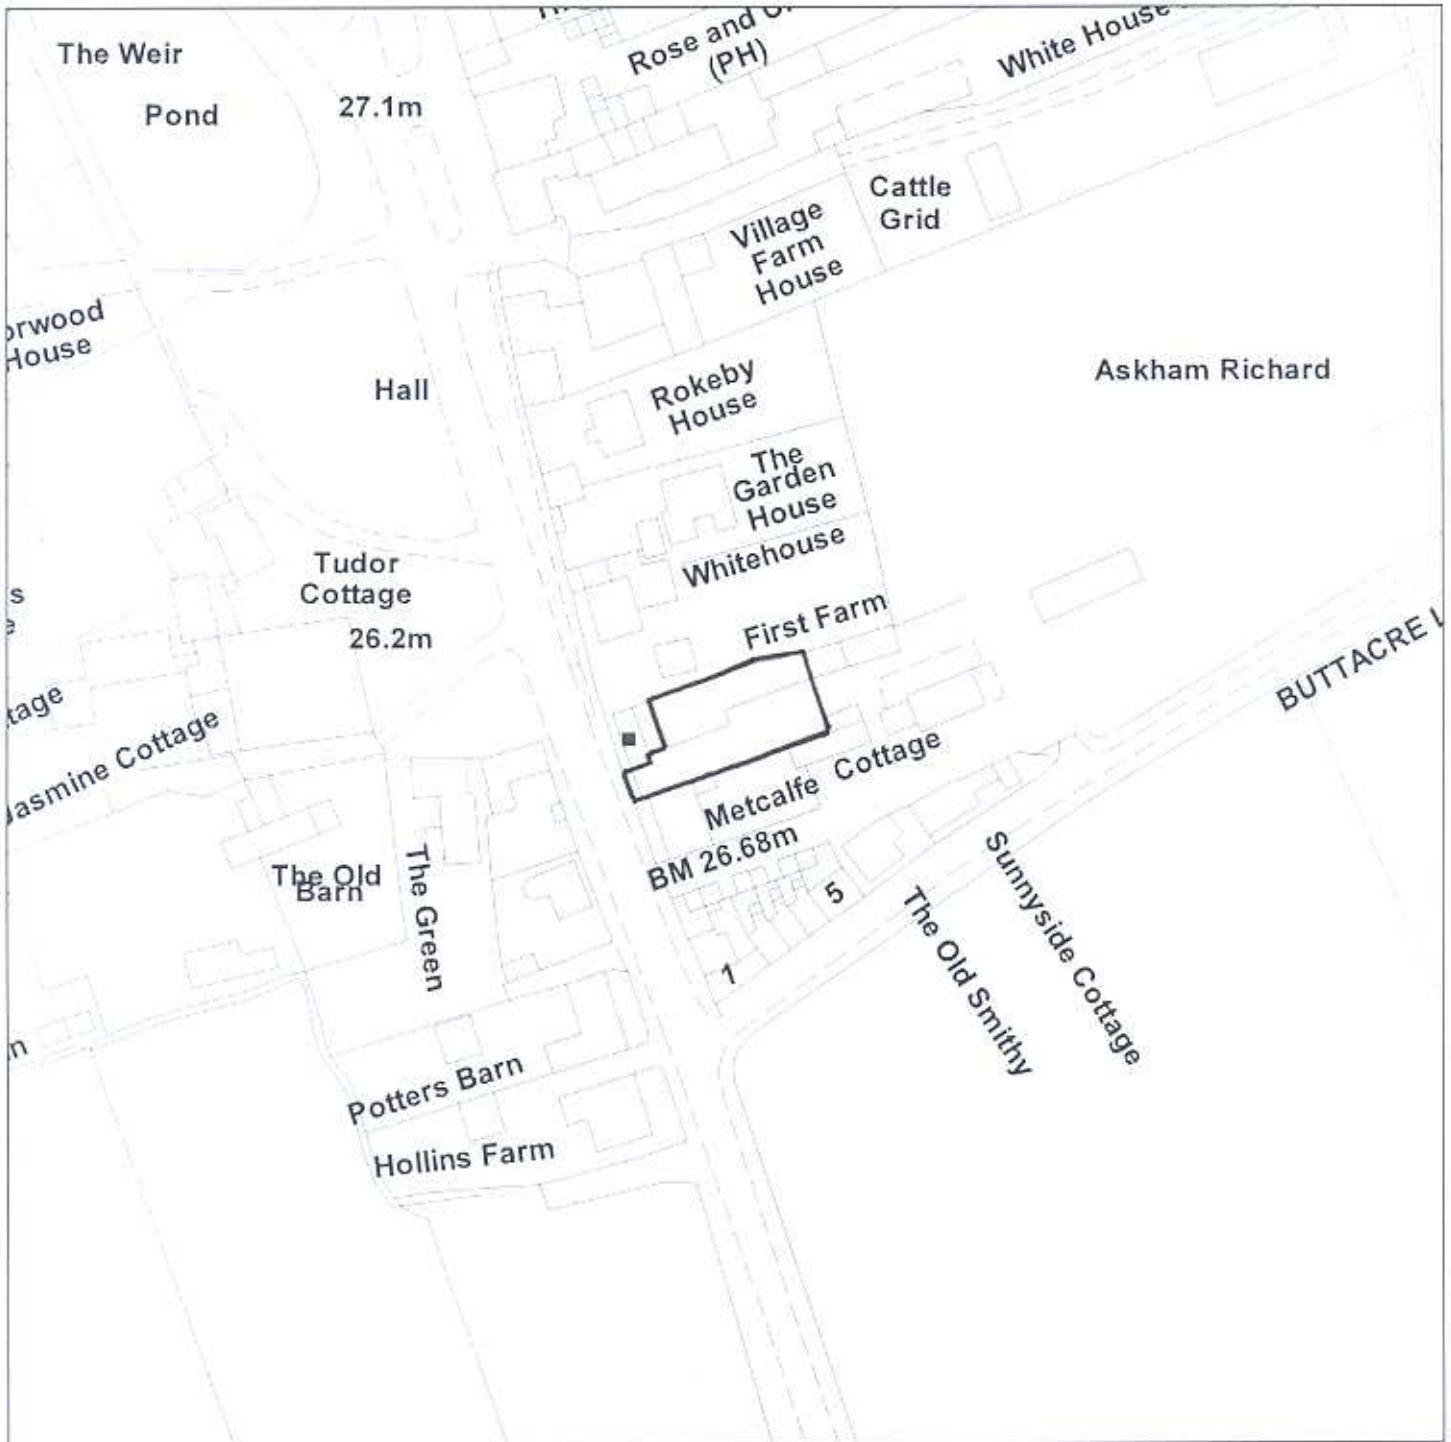 The Weir
Pond
27.1m
Rose and
(PH)
White House
Cattle
Grid
Village
Farm
House
House
Hall
Rokeby
House
Askham Richard
The
Garden
House
Whitehouse
Tudor
Cottage
26.2m
First Farm
BUTTACRE L
Jasmine Cottage
Metcalfe Cottage
BM 26.68m
The Old
Barn
The Green
5
1
Sunnyside Cottage
The Old Smithy
Potters Barn
Hollins Farm